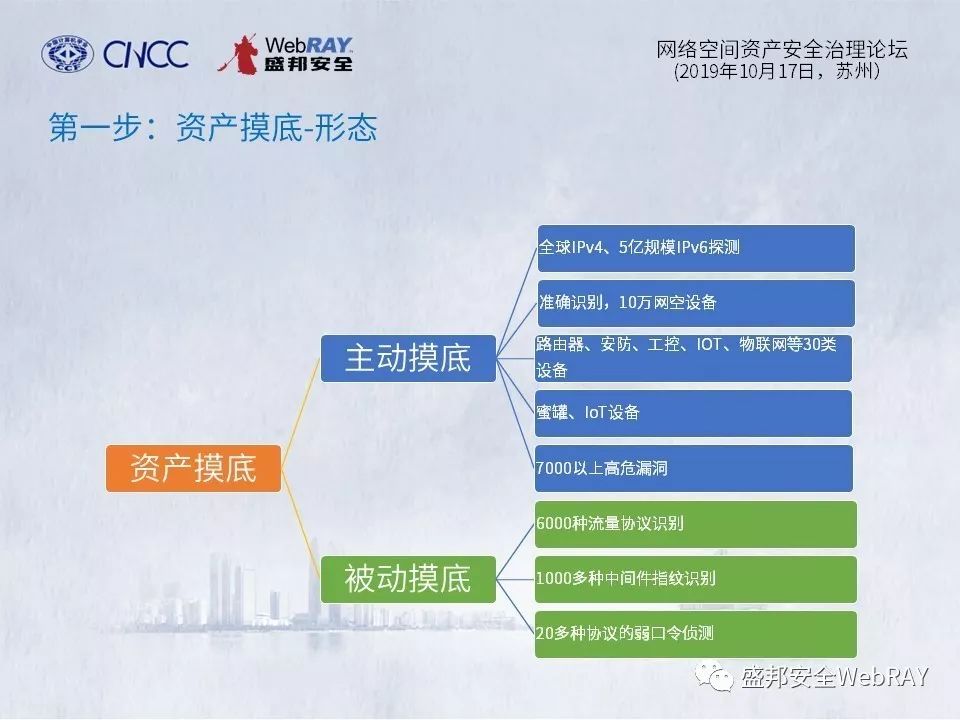 CNCC
WebRAY
盛邦安全
网络空间资产安全治理论坛
(2019年10月17日，苏州)
第一步：资产摸底-形态
资产摸底
主动摸底
全球IPv4、5亿规模IPv6探测
准确识别，10万网空设备
路由器、安防、工控、IOT、物联网等30类
设备
蜜罐、IoT设备
7000以上高危漏洞
被动摸底
6000种流量协议识别
1000多种中间件指纹识别
20多种协议的弱口令侦测
盛邦安全WebRAY